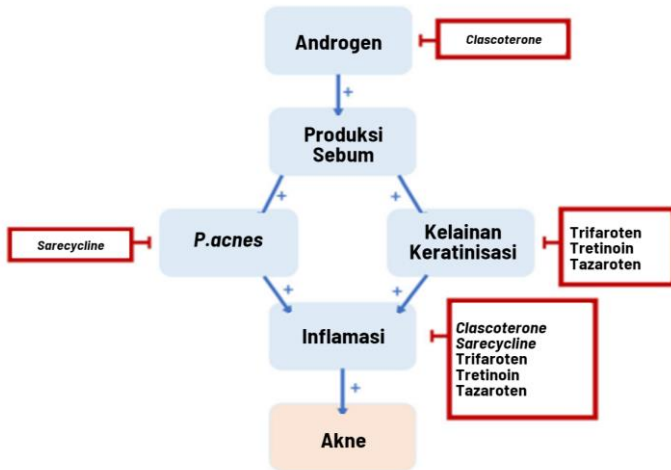 Androgen
Clascoterone
+
Produksi
Sebum
+
+
Sarecycline
P.acnes
Kelainan
Keratinisasi
Trifaroten
Tretinoin
Tazaroten
+
+
Inflamasi
Clascoterone
Sarecycline
Trifaroten
Tretinoin
Tazaroten
+
Akne